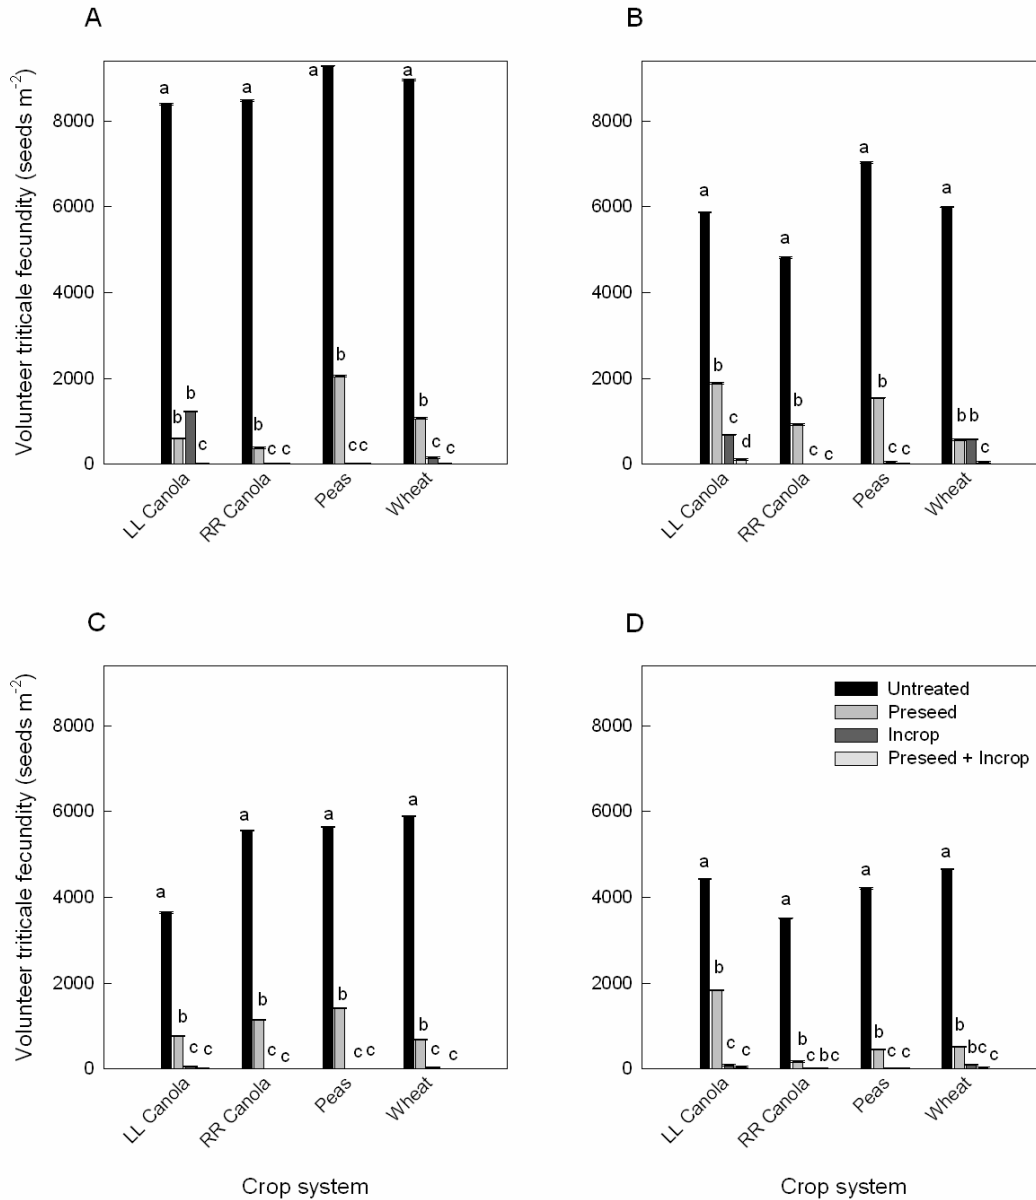 A
Volunteer triticale fecundity (seeds m-2)
8000
6000
4000
2000
0
a a a a
b b c
b c c
b c c
b c c
LL Canola
RR Canola
Peas
Wheat
B
8000
6000
4000
2000
0
a a a a
b c d
b c c
b c c
b b c
LL Canola
RR Canola
Peas
Wheat
C
Volunteer triticale fecundity (seeds m-2)
8000
6000
4000
2000
0
a a a a
b c c
b c c
b c c
b c c
LL Canola
RR Canola
Peas
Wheat
Crop system
D
Untreated
Preseed
Incrop
Preseed + Incrop
8000
6000
4000
2000
0
a a a a
b c c
b c bc
b c c
b bc c
LL Canola
RR Canola
Peas
Wheat
Crop system